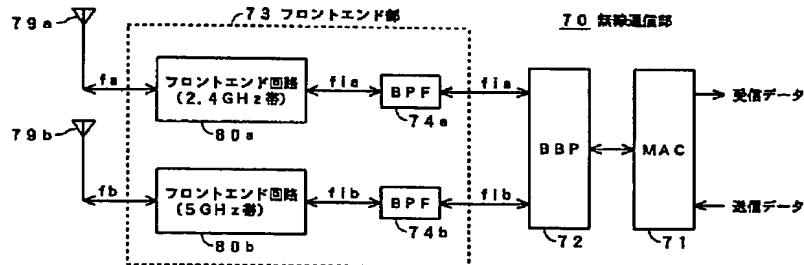 73 フロントエンド部
70 無線通信部
79a
fa
フロントエンド回路
(2.4GHz帯)
80a
fia
BPF
74a
fia
79b
fb
フロントエンド回路
(5GHz帯)
80b
fib
BPF
74b
fib
BBP
72
MAC
71
受信データ
送信データ